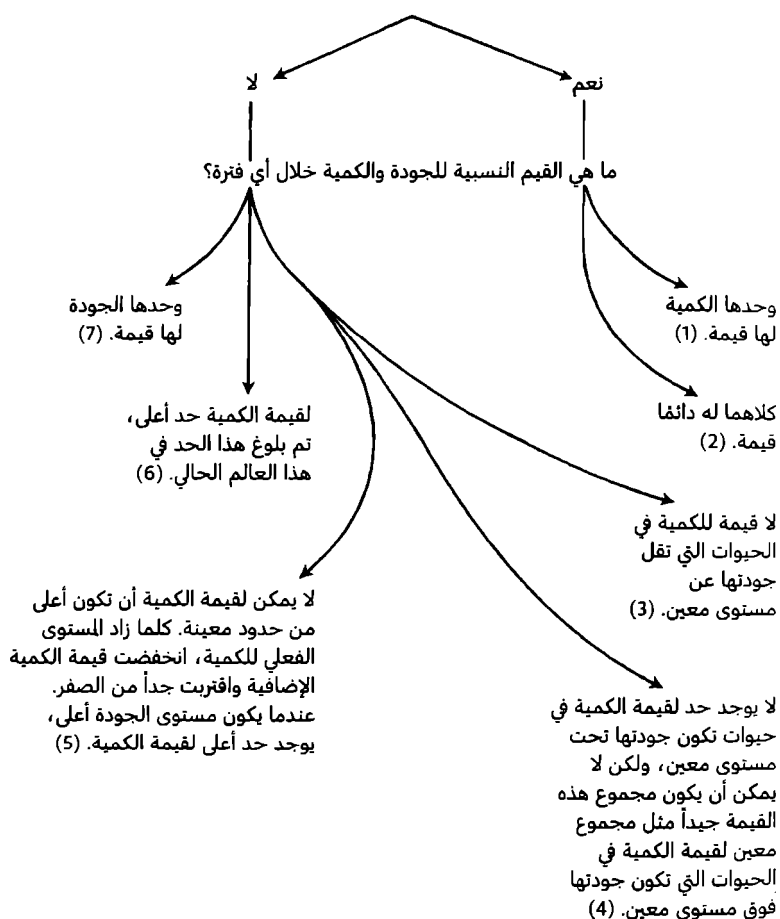 نعم
لا
ما هي القيم النسبية للجودة والكمية خلال أي فترة؟
وحدها الكمية
لها قيمة. (1)
كلاهما له دائمًا
قيمة. (2)
لا قيمة للكمية في
الحيوات التي تقل
جودتها عن
مستوى معين. (3)
لا يوجد حد لقيمة الكمية في
حيوات تكون جودتها تحت
مستوى معين، ولكن لا
يمكن أن يكون مجموع هذه
القيمة جيداً مثل مجموع
معين لقيمة الكمية في
الحيوات التي تكون جودتها
فوق مستوى معين. (4)
لا يمكن لقيمة الكمية أن تكون أعلى
من حدود معينة. كلما زاد المستوى
الفعلي للكمية، انخفضت قيمة الكمية
الإضافية واقتربت جداً من الصفر.
عندما يكون مستوى الجودة أعلى،
يوجد حد أعلى لقيمة الكمية. (5)
لقيمة الكمية حد أعلى،
تم بلوغ هذا الحد في
هذا العالم الحالي. (6)
وحدها الجودة
لها قيمة. (7)